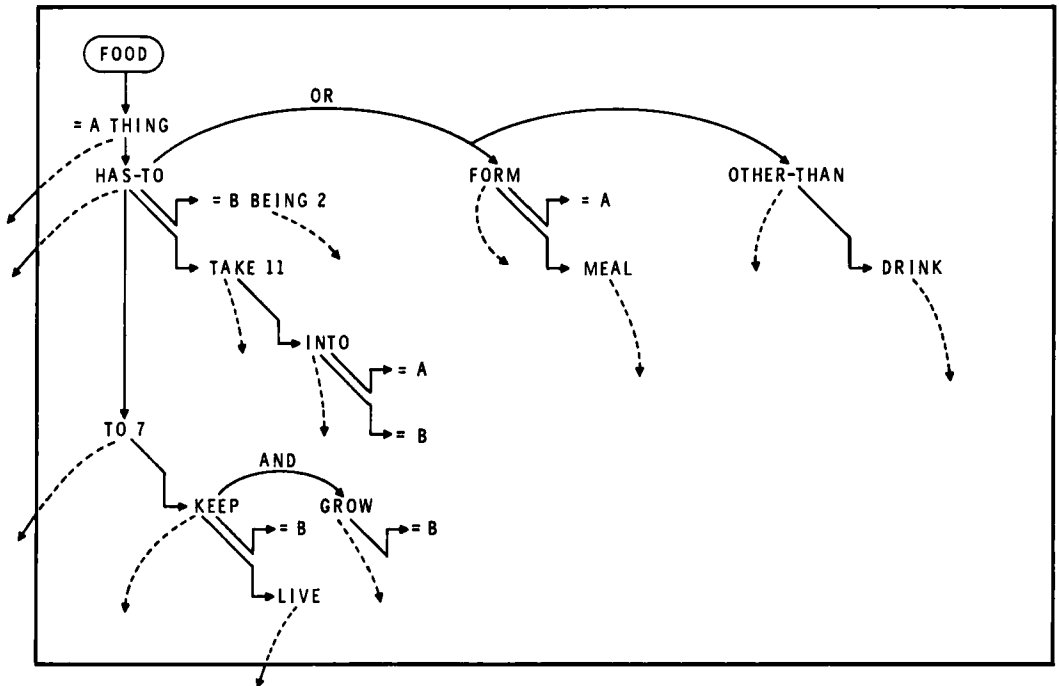 FOOD
OR
= A THING
HAS-TO
FORM
OTHER-THAN
= B BEING 2
= A
TAKE 11
MEAL
DRINK
INTO
= A
TO 7
= B
AND
KEEP
GROW
= B
= B
LIVE